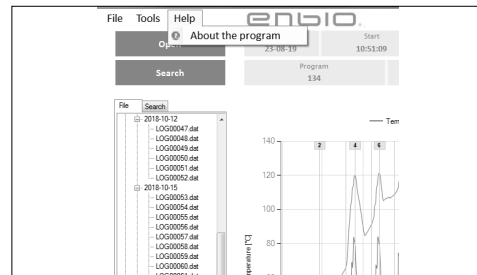 File Tools Help
enbio.
About the program
Open
23-08-19
Start
10:51:09
Search
Program
134
File Search
2018-10-12
LOG00047.dat
LOG00048.dat
LOG00049.dat
LOG00050.dat
LOG00051.dat
LOG00052.dat
2018-10-15
LOG00053.dat
LOG00054.dat
LOG00055.dat
LOG00056.dat
LOG00057.dat
LOG00058.dat
LOG00059.dat
LOG00060.dat
Tem
140
2 4 6
120
100
80
perature [°C]